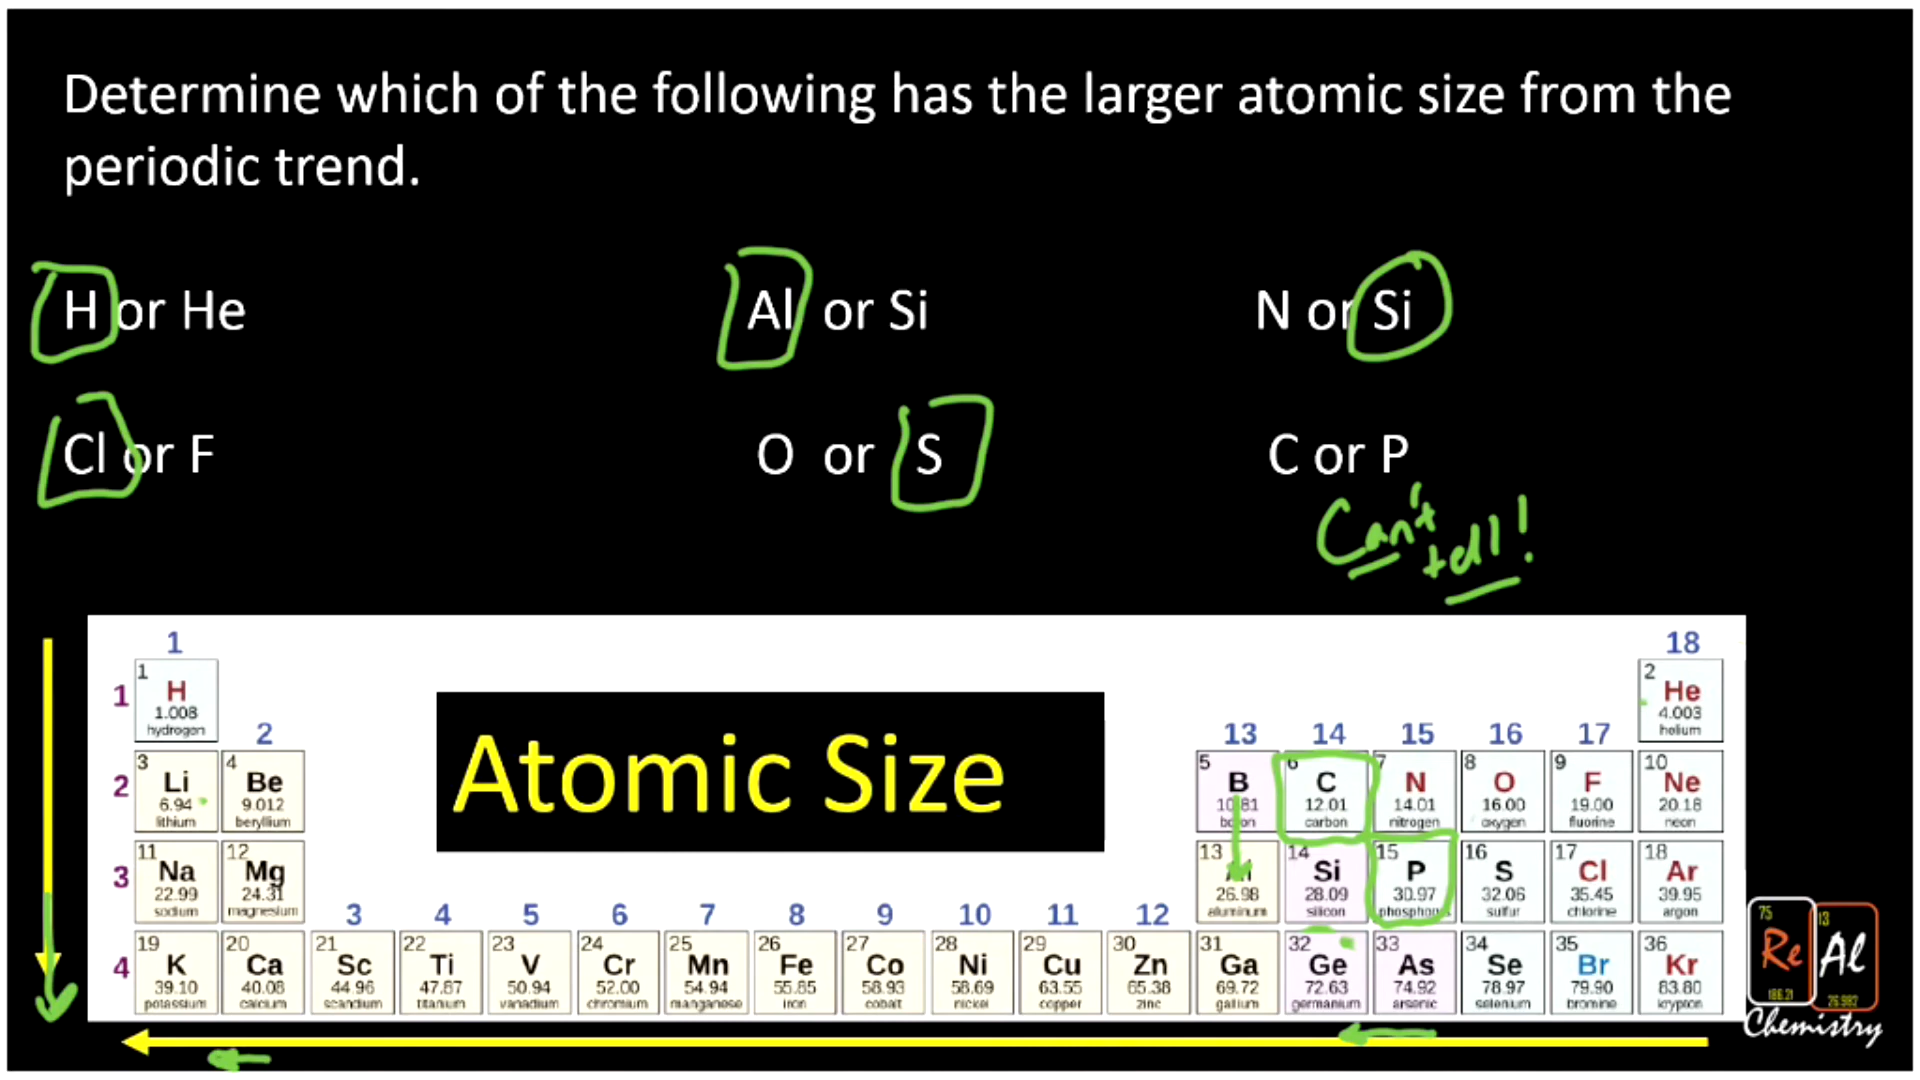 Determine which of the following has the larger atomic size from the
periodic trend.
H or He
Al or Si
N or Si
Cl or F
O or S
C or P
Can't
tell!
1
18
1
1
H
1.008
hydrogen
2
He
4.003
helium
2
13
14
15
16
17
2
3
Li
6.94
lithium
4
Be
9.012
beryllium
Atomic Size
5
B
10.81
boron
6
C
12.01
carbon
7
N
14.01
nitrogen
8
O
16.00
oxygen
9
F
19.00
fluorine
10
Ne
20.18
neon
3
11
Na
22.99
sodium
12
Mg
24.31
magnesium
3
4
5
6
7
8
9
10
11
12
13
Al
26.98
aluminum
14
Si
28.09
silicon
15
P
30.97
phosphorus
16
S
32.06
sulfur
17
Cl
35.45
chlorine
18
Ar
39.95
argon
4
19
K
39.10
potassium
20
Ca
40.08
calcium
21
Sc
44.96
scandium
22
Ti
47.87
titanium
23
V
50.94
vanadium
24
Cr
52.00
chromium
25
Mn
54.94
manganese
26
Fe
55.85
iron
27
Co
58.93
cobalt
28
Ni
58.69
nickel
29
Cu
63.55
copper
30
Zn
65.38
zinc
31
Ga
69.72
gallium
32
Ge
72.63
germanium
33
As
74.92
arsenic
34
Se
78.97
selenium
35
Br
79.90
bromine
36
Kr
83.80
krypton
75
Re
186.21
13
Al
26.982
Chemistry